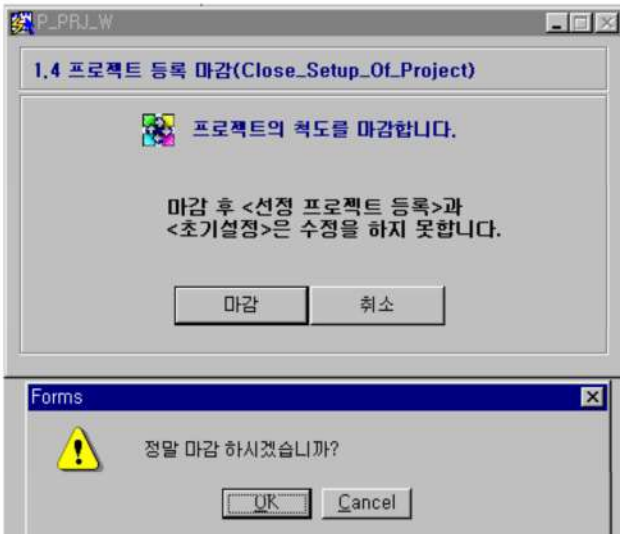 P_PRJ_W
1.4 프로젝트 등록 마감(Close_Setup_Of_Project)
프로젝트의 척도를 마감합니다.
마감 후 <선정 프로젝트 등록>과
<초기설정>은 수정을 하지 못합니다.
마감 취소
Forms
정말 마감 하시겠습니까?
OK Cancel